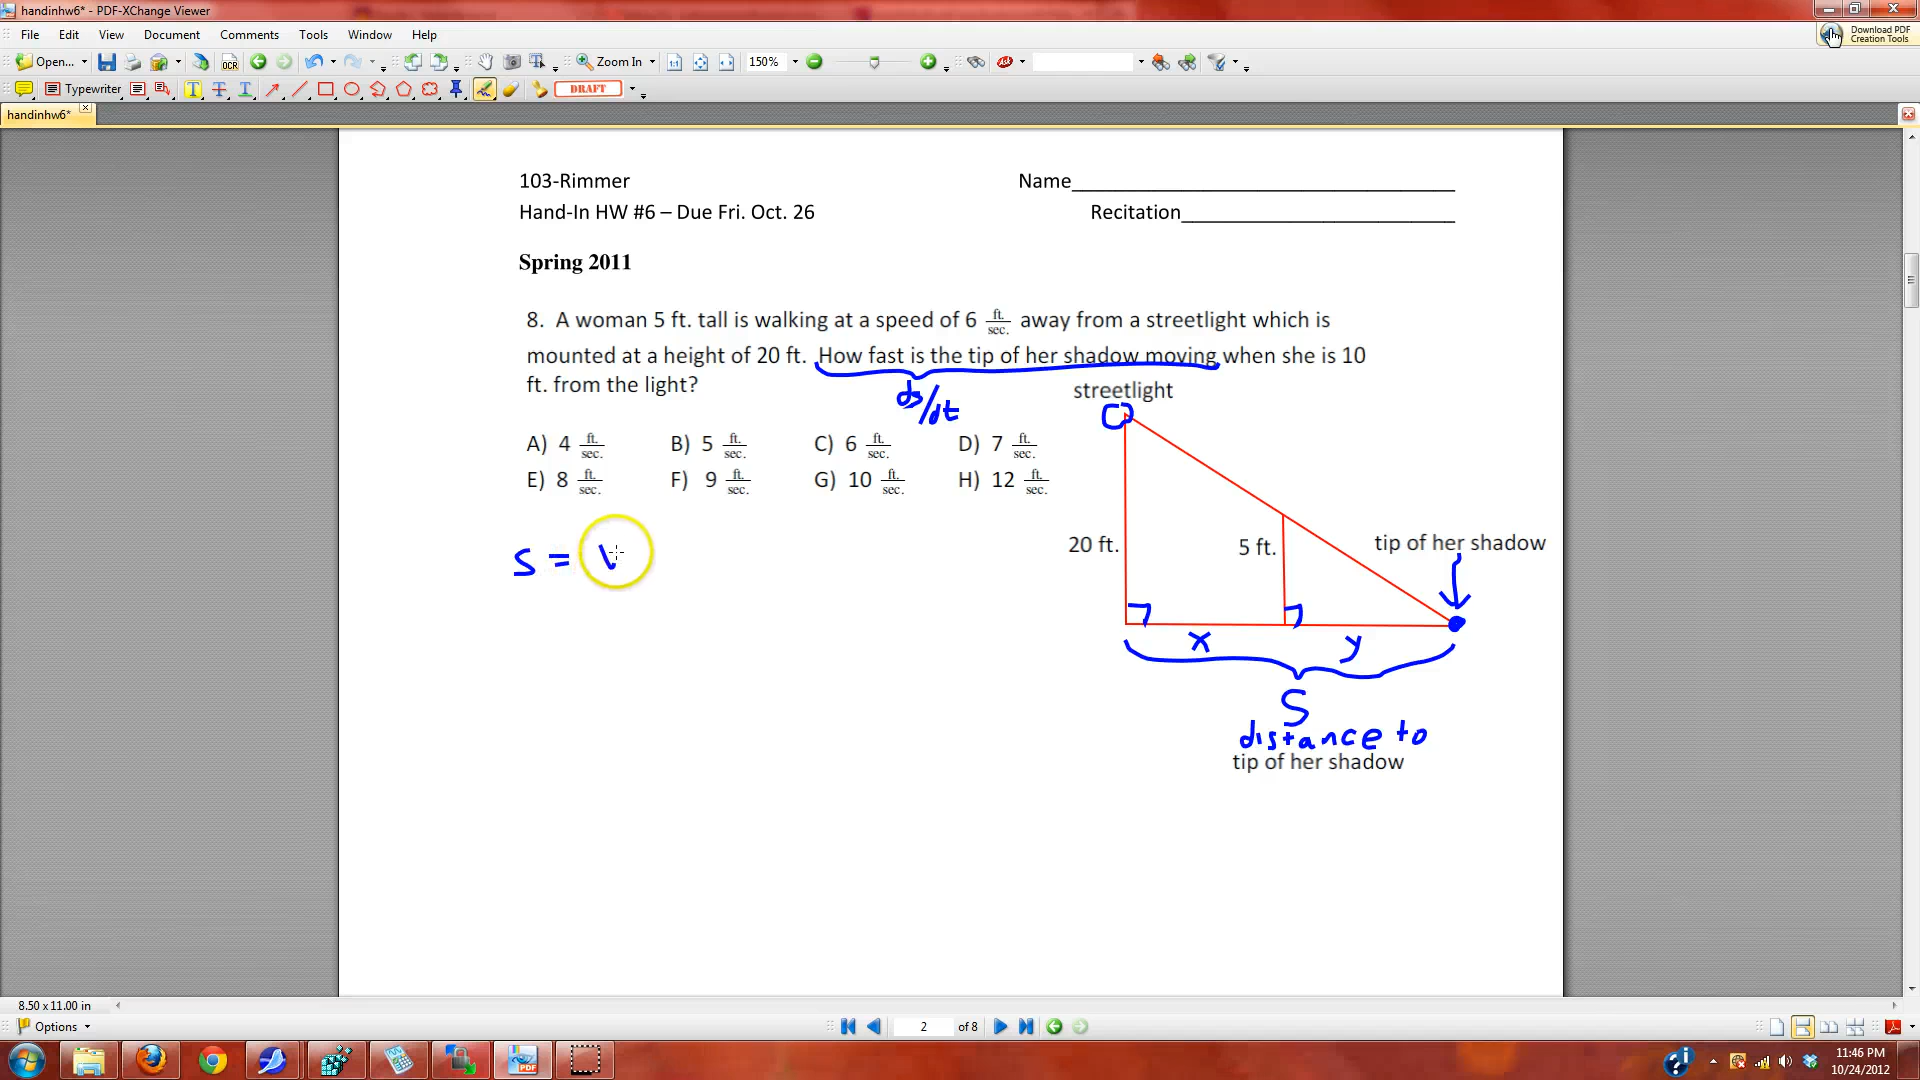 handinhw6* - PDF-XChange Viewer
File Edit View Document Comments Tools Window Help
Download PDF Creation Tools
Open... OCR Zoom In 150%
Typewriter DRAFT
handinhw6*
103-Rimmer Name
Hand-In HW #6 – Due Fri. Oct. 26 Recitation
Spring 2011
8. A woman 5 ft. tall is walking at a speed of 6 ft./sec. away from a streetlight which is
mounted at a height of 20 ft. How fast is the tip of her shadow moving when she is 10
ft. from the light?
ds/dt
streetlight
A) 4 ft./sec. B) 5 ft./sec. C) 6 ft./sec. D) 7 ft./sec.
E) 8 ft./sec. F) 9 ft./sec. G) 10 ft./sec. H) 12 ft./sec.
s =
20 ft. 5 ft. tip of her shadow
x y
S
distance to
tip of her shadow
8.50 x 11.00 in
Options 2 of 8
PDF
11:46 PM
10/24/2012